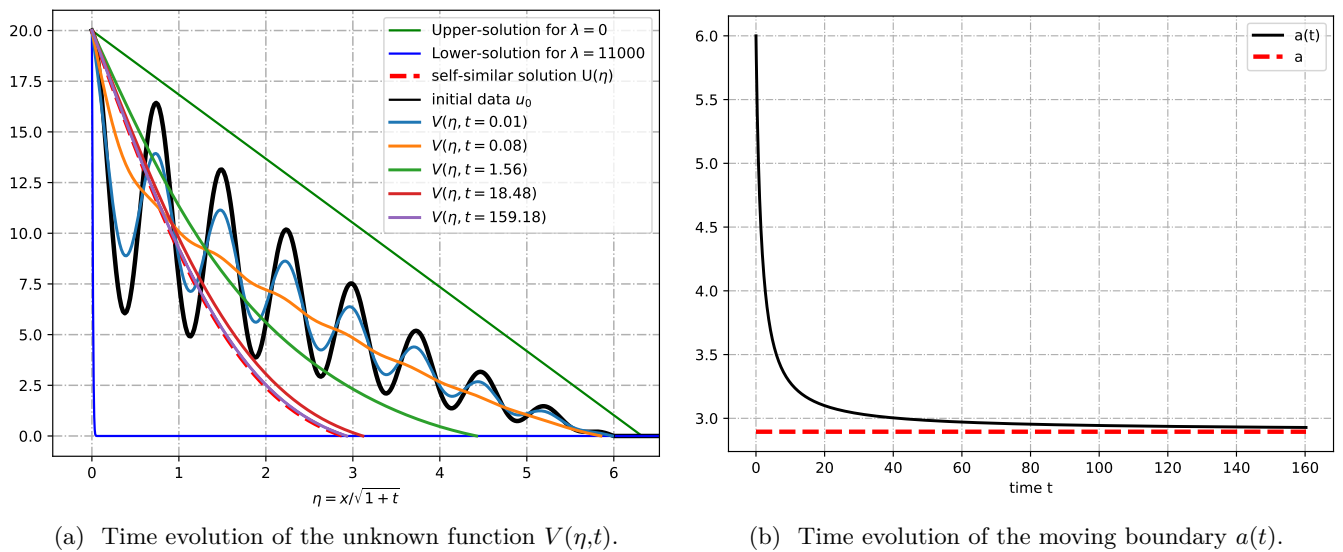 20.0
17.5
15.0
12.5
10.0
7.5
5.0
2.5
0.0
0
1
2
3
4
5
6
η = x/√1 + t
Upper-solution for λ = 0
Lower-solution for λ = 11000
self-similar solution U(η)
initial data u₀
V(η, t = 0.01)
V(η, t = 0.08)
V(η, t = 1.56)
V(η, t = 18.48)
V(η, t = 159.18)
(a) Time evolution of the unknown function V(η,t).
6.0
5.5
5.0
4.5
4.0
3.5
3.0
0
20
40
60
80
100
120
140
160
time t
a(t)
a
(b) Time evolution of the moving boundary a(t).